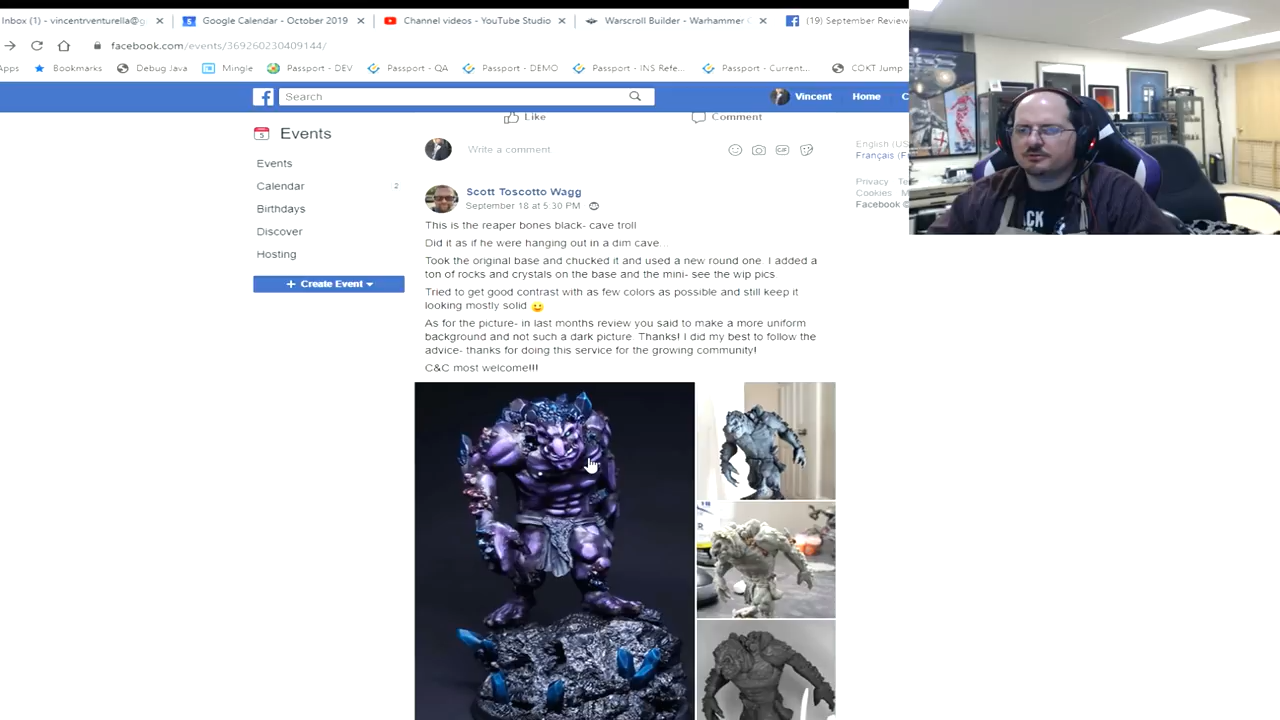 Inbox (1) - vincentrventurella@g
Google Calendar - October 2019
Channel videos - YouTube Studio
Warscroll Builder - Warhammer
(19) September Review
facebook.com/events/369260230409144/
Apps
Bookmarks
Debug Java
Mingle
Passport - DEV
Passport - QA
Passport - DEMO
Passport - INS Refe...
Passport - Current...
COKT Jump
Search
Vincent
Home
Like
Comment
5
Events
Write a comment
English (US
Français (F
Events
Calendar
2
Birthdays
Discover
Hosting
Create Event
Privacy
Te
Cookies
M
Facebook ©
Scott Toscotto Wagg
September 18 at 5:30 PM
This is the reaper bones black- cave troll
Did it as if he were hanging out in a dim cave...
Took the original base and chucked it and used a new round one. I added a
ton of rocks and crystals on the base and the mini- see the wip pics.
Tried to get good contrast with as few colors as possible and still keep it
looking mostly solid
As for the picture- in last months review you said to make a more uniform
background and not such a dark picture. Thanks! I did my best to follow the
advice- thanks for doing this service for the growing community!
C&C most welcome!!!